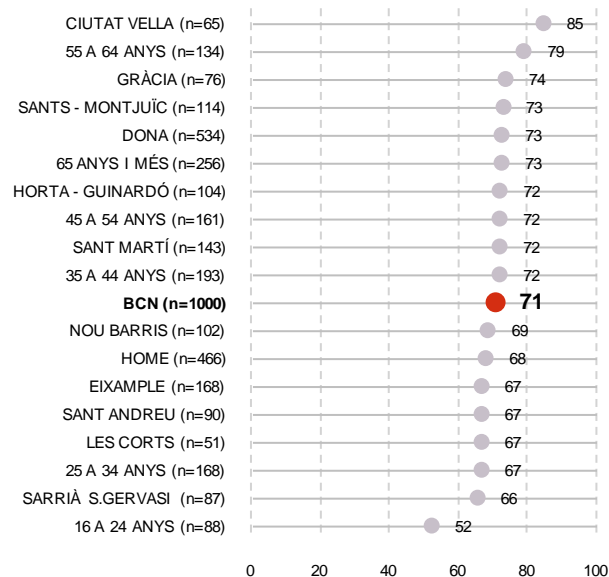 CIUTAT VELLA (n=65) 85
55 A 64 ANYS (n=134) 79
GRÀCIA (n=76) 74
SANTS - MONTJUÏC (n=114) 73
DONA (n=534) 73
65 ANYS I MÉS (n=256) 73
HORTA - GUINARDÓ (n=104) 72
45 A 54 ANYS (n=161) 72
SANT MARTÍ (n=143) 72
35 A 44 ANYS (n=193) 72
BCN (n=1000) 71
NOU BARRIS (n=102) 69
HOME (n=466) 68
EIXAMPLE (n=168) 67
SANT ANDREU (n=90) 67
LES CORTS (n=51) 67
25 A 34 ANYS (n=168) 67
SARRIÀ S.GERVASI (n=87) 66
16 A 24 ANYS (n=88) 52
0 20 40 60 80 100